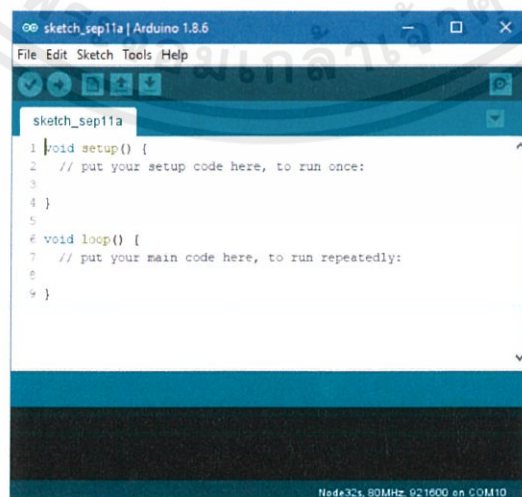 sketch_sep11a | Arduino 1.8.6
File Edit Sketch Tools Help
sketch_sep11a
1 void setup() {
2 // put your setup code here, to run once:
3
4 }
5
6 void loop() {
7 // put your main code here, to run repeatedly:
8
9 }
Node32s, 80MHz, 921600 on COM10